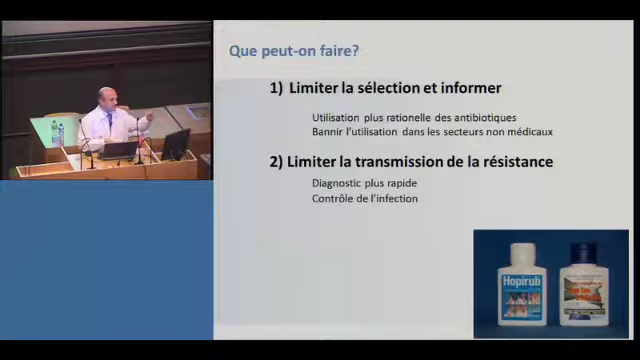 Que peut-on faire?
1) Limiter la sélection et informer
Utilisation plus rationelle des antibiotiques
Bannir l'utilisation dans les secteurs non médicaux
2) Limiter la transmission de la résistance
Diagnostic plus rapide
Contrôle de l'infection
Hopirub